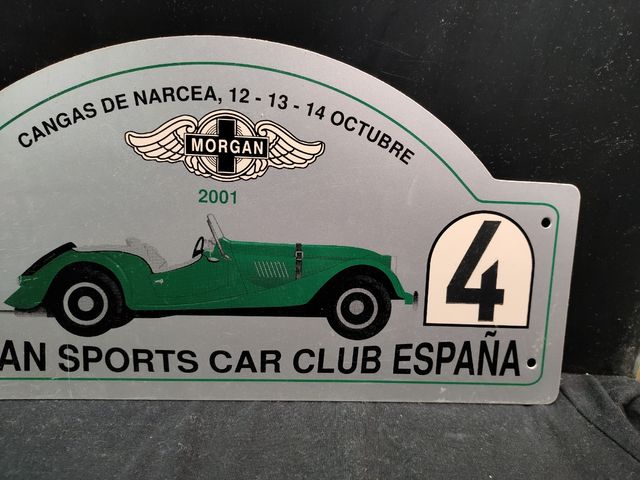 CANGAS DE NARCEA, 12 - 13 - 14 OCTUBRE
MORGAN
2001
4
AN SPORTS CAR CLUB ESPAÑA